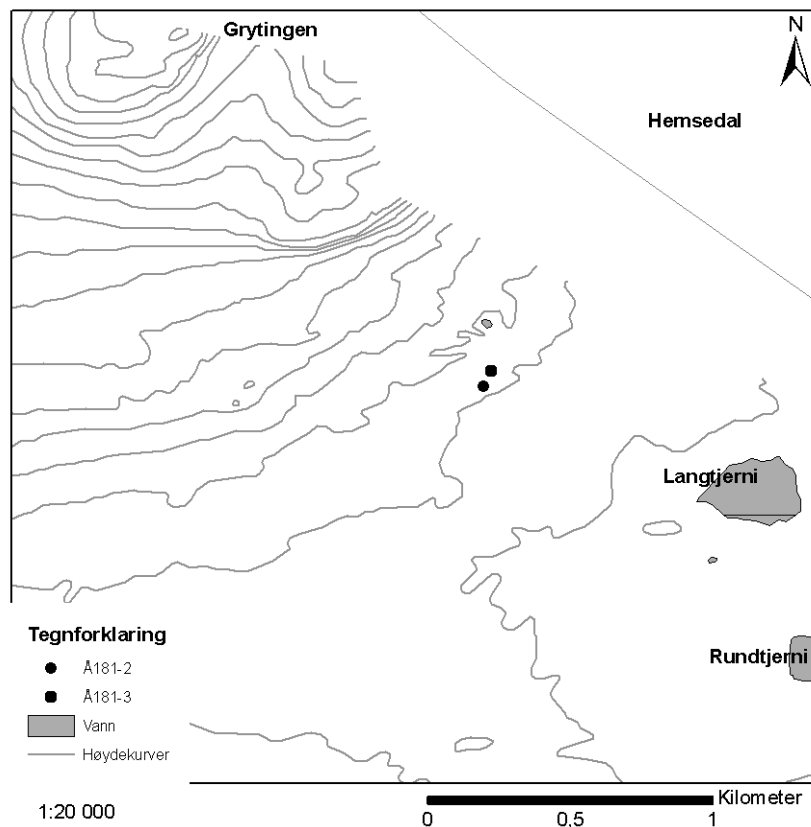 Grytingen
N
Hemsedal
Langtjerni
Rundtjerni
Tegnforklaring
Å181-2
Å181-3
Vann
Høydekurver
1:20 000
Kilometer
0 0,5 1